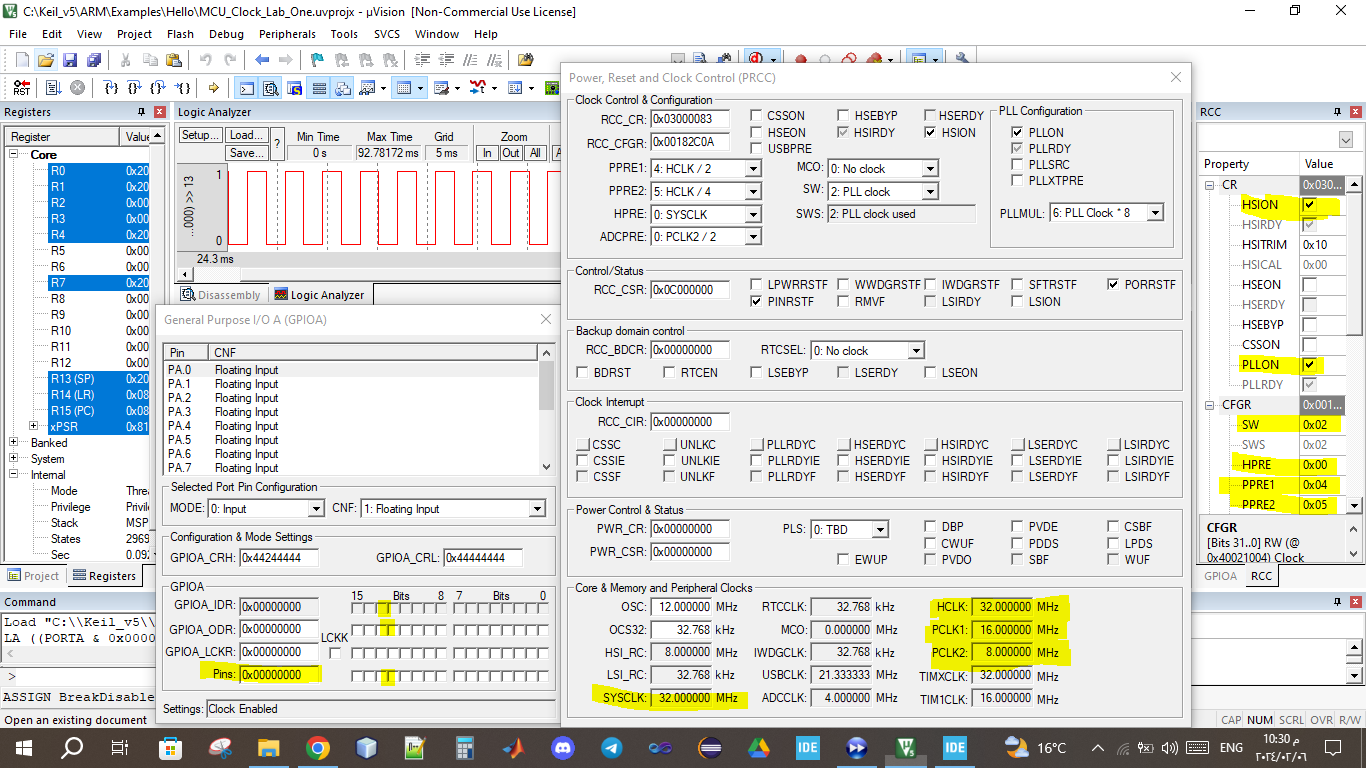 C:\Keil_v5\ARM\Examples\Hello\MCU_Clock_Lab_One.uvprojx - µVision [Non-Commercial Use License]
File Edit View Project Flash Debug Peripherals Tools SVCS Window Help
RST
Registers
Register Value
Core
R0 0x20
R1 0x20
R2 0x20
R3 0x20
R4 0x20
R5 0x00
R6 0x00
R7 0x20
R8 0x00
R9 0x00
R10 0x00
R11 0x00
R12 0x00
R13 (SP) 0x20
R14 (LR) 0x08
R15 (PC) 0x08
xPSR 0x81
Banked
System
Internal
Mode Threa
Privilege Privileg
Stack MSP
States 2969
Sec 0.092
Project Registers
Logic Analyzer
Setup... Load... Save... ?
Min Time Max Time Grid Zoom
0 s 92.78172 ms 5 ms In Out All
1
0
...000) >> 13
24.3 ms
Disassembly Logic Analyzer
General Purpose I/O A (GPIOA)
Pin CNF
PA.0 Floating Input
PA.1 Floating Input
PA.2 Floating Input
PA.3 Floating Input
PA.4 Floating Input
PA.5 Floating Input
PA.6 Floating Input
PA.7 Floating Input
Selected Port Pin Configuration
MODE: 0: Input CNF: 1: Floating Input
Configuration & Mode Settings
GPIOA_CRH: 0x44244444 GPIOA_CRL: 0x44444444
GPIOA
15 Bits 8 7 Bits 0
GPIOA_IDR: 0x00000000
GPIOA_ODR: 0x00000000
LCKK
GPIOA_LCKR: 0x00000000
Pins: 0x00000000
Settings: Clock Enabled
Power, Reset and Clock Control (PRCC)
Clock Control & Configuration
RCC_CR: 0x03000083 CSSON HSEBYP HSERDY
HSEON HSIRDY HSION
RCC_CFGR: 0x00182C0A USBPRE
PPRE1: 4: HCLK / 2 MCO: 0: No clock
PPRE2: 5: HCLK / 4 SW: 2: PLL clock
HPRE: 0: SYSCLK SWS: 2: PLL clock used
ADCPRE: 0: PCLK2 / 2
PLL Configuration
PLLON
PLLRDY
PLLSRC
PLLXTPRE
PLLMUL: 6: PLL Clock * 8
Control/Status
RCC_CSR: 0x0C000000 LPWRRSTF WWDGRSTF IWDGRSTF SFTRSTF PORRSTF
PINRSTF RMVF LSIRDY LSION
Backup domain control
RCC_BDCR: 0x00000000 RTCSEL: 0: No clock
BDRST RTCEN LSEBYP LSERDY LSEON
Clock Interrupt
RCC_CIR: 0x00000000
CSSC UNLKC PLLRDYC HSERDYC HSIRDYC LSERDYC LSIRDYC
CSSIE UNLKIE PLLRDYIE HSERDYIE HSIRDYIE LSERDYIE LSIRDYIE
CSSF UNLKF PLLRDYF HSERDYF HSIRDYF LSERDYF LSIRDYF
Power Control & Status
PWR_CR: 0x00000000 PLS: 0: TBD DBP PVDE CSBF
CWUF PDDS LPDS
PWR_CSR: 0x00000000 EWUP PVDO SBF WUF
Core & Memory and Peripheral Clocks
OSC: 12.000000 MHz RTCCLK: 32.768 kHz HCLK: 32.000000 MHz
OCS32: 32.768 kHz MCO: 0.000000 MHz PCLK1: 16.000000 MHz
HSI_RC: 8.000000 MHz IWDGCLK: 32.768 kHz PCLK2: 8.000000 MHz
LSI_RC: 32.768 kHz USBCLK: 21.333333 MHz TIMXCLK: 32.000000 MHz
SYSCLK: 32.000000 MHz ADCCLK: 4.000000 MHz TIM1CLK: 16.000000 MHz
RCC
Property Value
CR 0x030...
HSION
HSIRDY
HSITRIM 0x10
HSICAL 0x00
HSEON
HSERDY
HSEBYP
CSSON
PLLON
PLLRDY
CFGR 0x001...
SW 0x02
SWS 0x02
HPRE 0x00
PPRE1 0x04
PPRE2 0x05
CFGR
[Bits 31..0] RW (@
0x40021004) Clock
GPIOA RCC
Command
Load "C:\\Keil_v5\\
LA ((PORTA & 0x0000
>
ASSIGN BreakDisable
Open an existing document
CAP NUM SCRL OVR R/W
IDE IDE
16°C ENG
10:30 م
٢٠٢٤/٠٢/٠٦